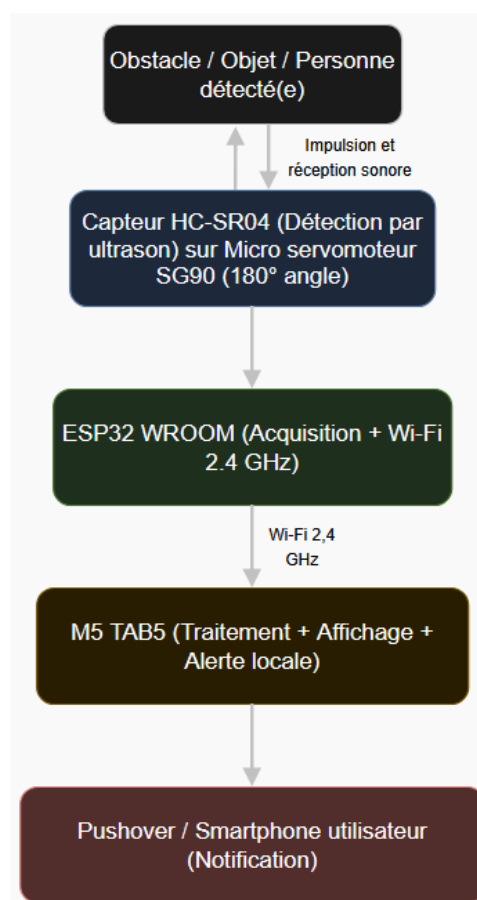 Obstacle / Objet / Personne
détecté(e)
Impulsion et
réception sonore
Capteur HC-SR04 (Détection par
ultrason) sur Micro servomoteur
SG90 (180° angle)
ESP32 WROOM (Acquisition + Wi-Fi
2.4 GHz)
Wi-Fi 2,4
GHz
M5 TAB5 (Traitement + Affichage +
Alerte locale)
Pushover / Smartphone utilisateur
(Notification)